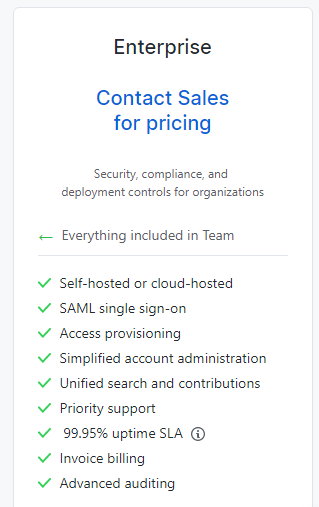 Enterprise
Contact Sales
for pricing
Security, compliance, and
deployment controls for organizations
← Everything included in Team
Self-hosted or cloud-hosted
SAML single sign-on
Access provisioning
Simplified account administration
Unified search and contributions
Priority support
99.95% uptime SLA
Invoice billing
Advanced auditing